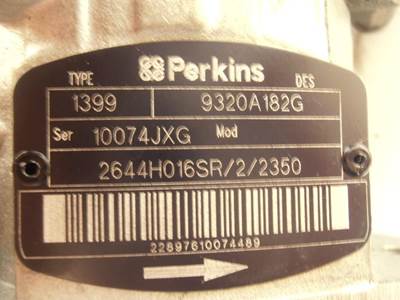 Perkins
TYPE DES
1399 9320A182G
Ser 10074JXG Mod
2644H016SR/2/2350
22897610074489